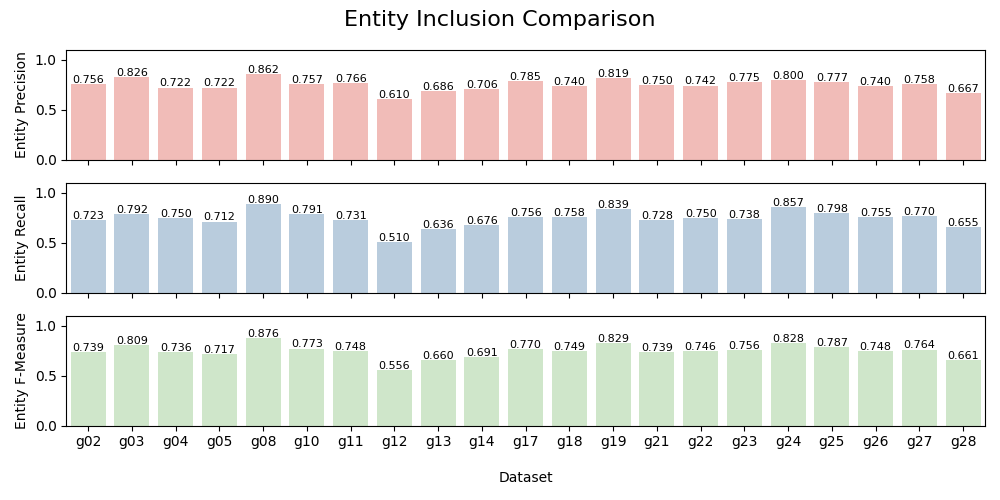 Entity Inclusion Comparison
Entity Precision
1.0
0.5
0.0
0.756 0.826 0.722 0.722 0.862 0.757 0.766 0.610 0.686 0.706 0.785 0.740 0.819 0.750 0.742 0.775 0.800 0.777 0.740 0.758 0.667
Entity Recall
1.0
0.5
0.0
0.723 0.792 0.750 0.712 0.890 0.791 0.731 0.510 0.636 0.676 0.756 0.758 0.839 0.728 0.750 0.738 0.857 0.798 0.755 0.770 0.655
Entity F-Measure
1.0
0.5
0.0
0.739 0.809 0.736 0.717 0.876 0.773 0.748 0.556 0.660 0.691 0.770 0.749 0.829 0.739 0.746 0.756 0.828 0.787 0.748 0.764 0.661
g02 g03 g04 g05 g08 g10 g11 g12 g13 g14 g17 g18 g19 g21 g22 g23 g24 g25 g26 g27 g28
Dataset